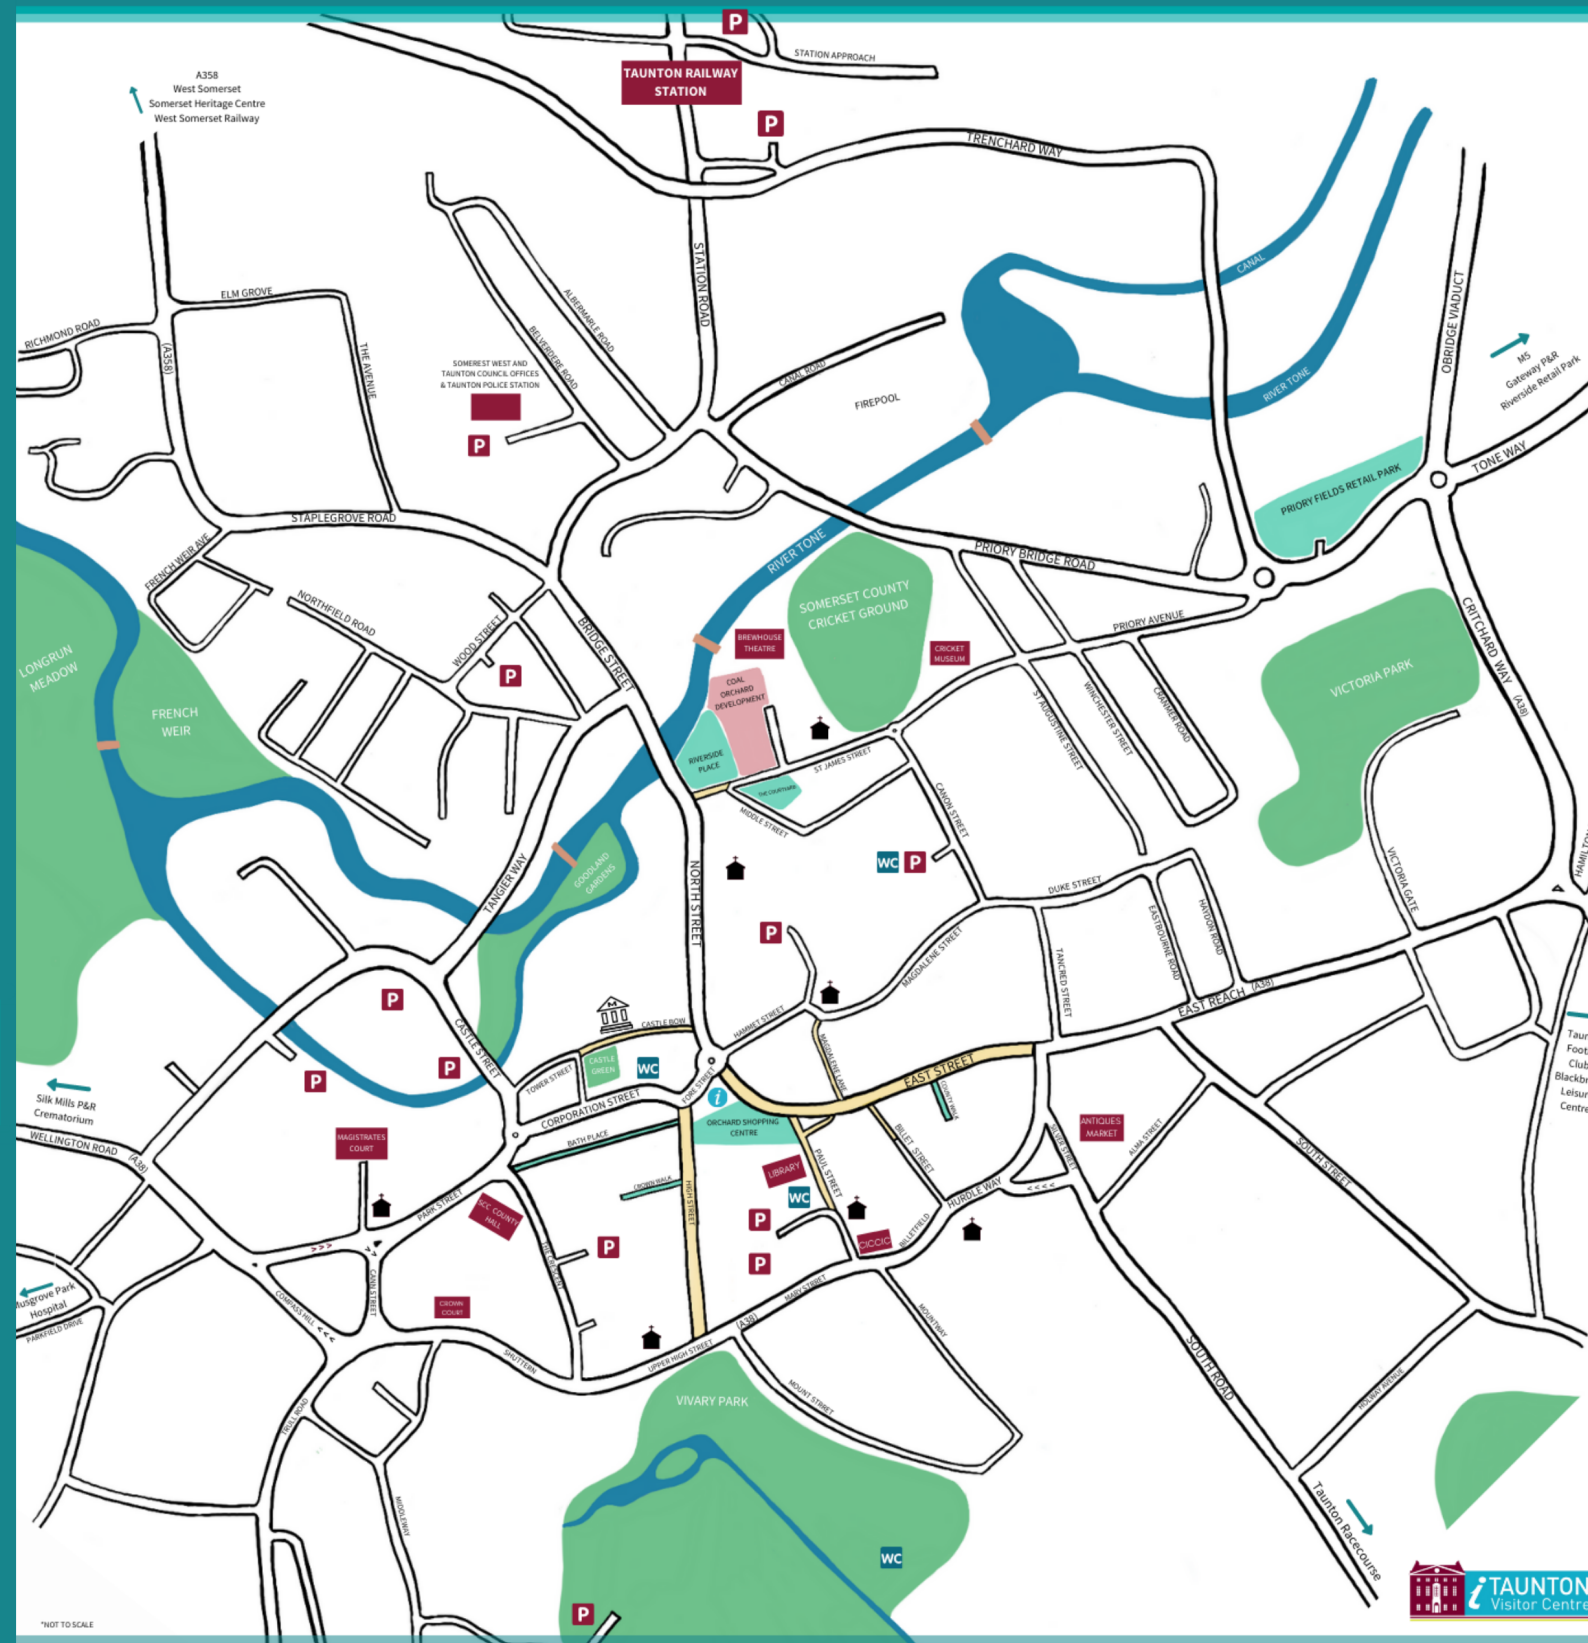 P
STATION APPROACH
TAUNTON RAILWAY
STATION
A358
West Somerset
Somerset Heritage Centre
West Somerset Railway
P
TRENCHARD WAY
STATION ROAD
CANAL
ELM GROVE
RICHMOND ROAD
(A358)
THE AVENUE
ALBERMARLE ROAD
BELVERDERE ROAD
SOMEREST WEST AND
TAUNTON COUNCIL OFFICES
& TAUNTON POLICE STATION
P
CANAL ROAD
FIREPOOL
RIVER TONE
OBRIDGE VIADUCT
M5
Gateway P&R
Riverside Retail Park
TONE WAY
PRIORY FIELDS RETAIL PARK
STAPLEGROVE ROAD
FRENCH WEIR AVE
NORTHFIELD ROAD
WOOD STREET
P
BRIDGE STREET
RIVER TONE
PRIORY BRIDGE ROAD
SOMERSET COUNTY
CRICKET GROUND
BREWHOUSE
THEATRE
CRICKET
MUSEUM
PRIORY AVENUE
CRITCHARD WAY
(A38)
VICTORIA PARK
LONGRUN
MEADOW
FRENCH
WEIR
COAL
ORCHARD
DEVELOPMENT
RIVERSIDE
PLACE
ST JAMES STREET
THE COURTYARD
MIDDLE STREET
ST AUGUSTINE STREET
WINCHESTER STREET
CRANMER ROAD
CANON STREET
WC
P
VICTORIA GATE
TANGIER WAY
GOODLAND
GARDENS
NORTH STREET
DUKE STREET
EASTBOURNE ROAD
HAYDON ROAD
P
MAGDALENE STREET
TANCRED STREET
EAST REACH (A38)
P
CASTLE STREET
M
CASTLE BOW
HAMMET STREET
MAGDALENE LANE
EAST STREET
COUNTY WALK
P
P
TOWER STREET
CASTLE
GREEN
WC
FORE STREET
i
CORPORATION STREET
BATH PLACE
ORCHARD SHOPPING
CENTRE
Silk Mills P&R
Crematorium
WELLINGTON ROAD
(A38)
MAGISTRATES
COURT
PARK STREET
SCC COUNTY
HALL
CROWN WALK
HIGH STREET
LIBRARY
WC
PAUL STREET
BILLET STREET
SILVER STREET
ANTIQUES
MARKET
ALMA STREET
SOUTH STREET
HURDLE WAY
<<<<
BILLETFIELD
CICCIC
P
P
P
>>>
>>
CANN STREET
COMPASS HILL
<<<
CROWN
COURT
SHUTTERN
UPPER HIGH STREET
(A38)
MARY STREET
MOUNTWAY
MOUNT STRRET
Musgrove Park
Hospital
PARKFIELD DRIVE
TRULL ROAD
MIDDLEWAY
VIVARY PARK
WC
P
SOUTH ROAD
HOLWAY AVENUE
Taunton Racecourse
*NOT TO SCALE
i TAUNTON
Visitor Centre